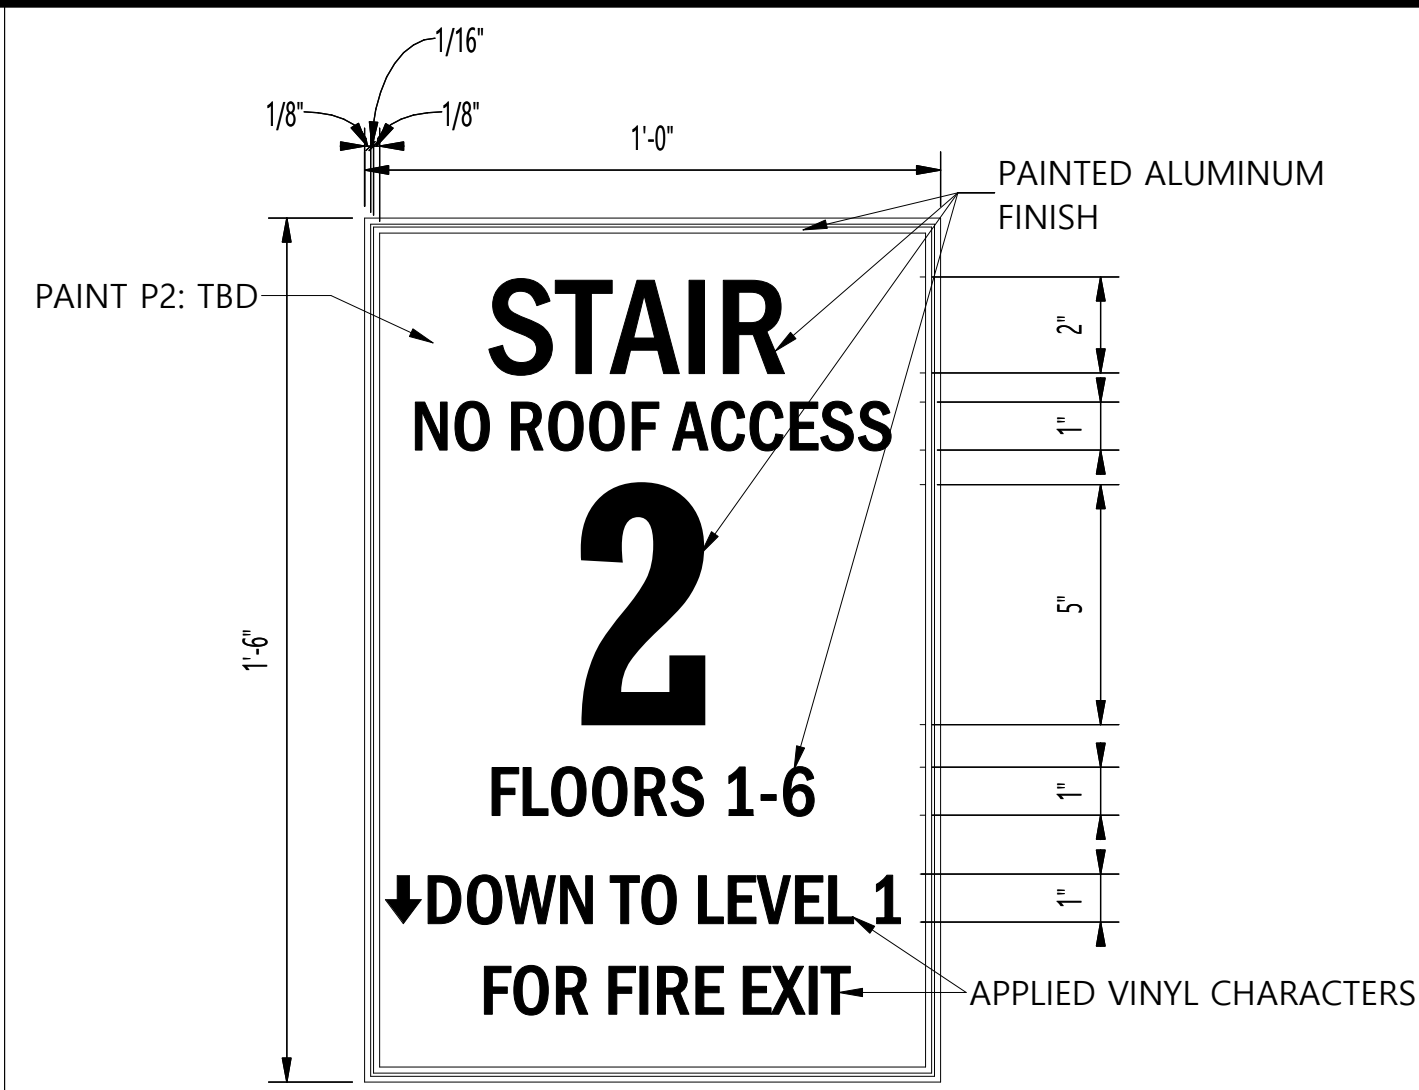 1/16"
1/8"
1/8"
1'-0"
PAINTED ALUMINUM
FINISH
PAINT P2: TBD
STAIR
2"
NO ROOF ACCESS
1"
2
5"
1'-6"
FLOORS 1-6
1"
DOWN TO LEVEL 1
1"
FOR FIRE EXIT
APPLIED VINYL CHARACTERS